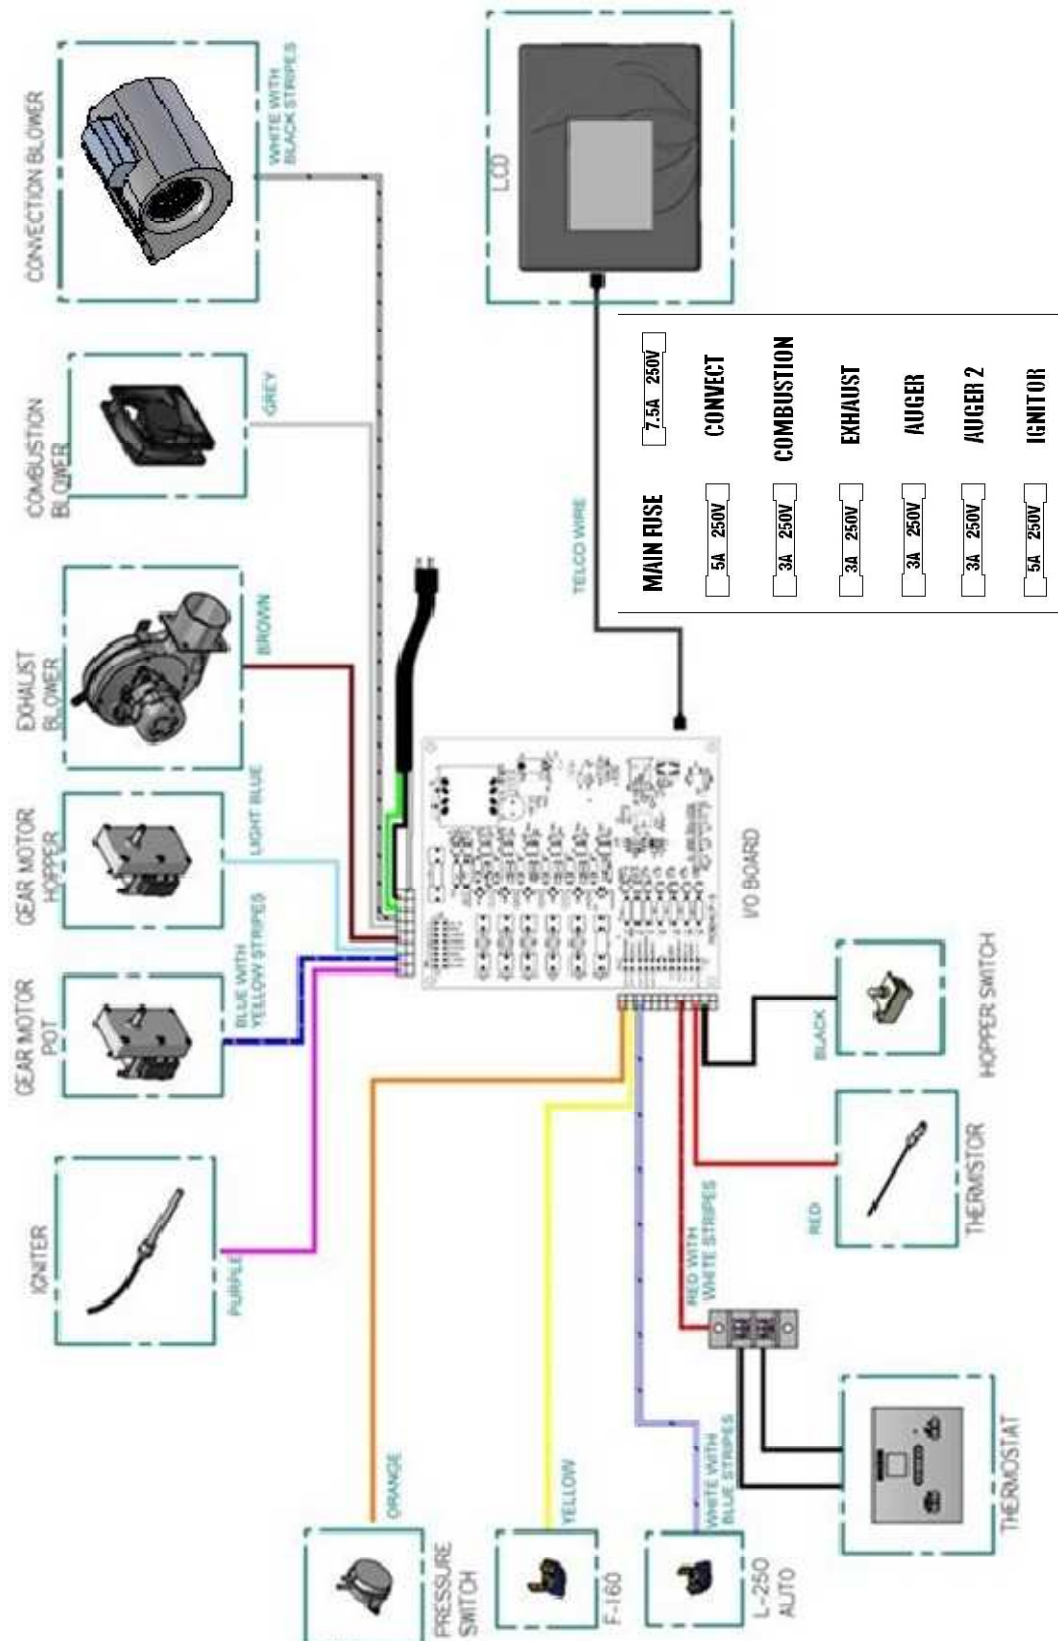 IGNITER
PURPLE
GEAR MOTOR
POT
BLUE WITH
YELLOW STRIPES
GEAR MOTOR
HOPPER
LIGHT BLUE
EXHAUST
BLOWER
BROWN
COMBUSTION
BLOWER
GREY
CONVECTION BLOWER
WHITE WITH
BLACK STRIPES
PRESSURE
SWITCH
ORANGE
F-160
YELLOW
L-250
AUTO
WHITE WITH
BLUE STRIPES
THERMOSTAT
RED WITH
WHITE STRIPES
THERMISTOR
RED
HOPPER SWITCH
BLACK
I/O BOARD
TELCO WIRE
LCD
MAIN FUSE 7.5A 250V
5A 250V CONVECT
3A 250V COMBUSTION
3A 250V EXHAUST
3A 250V AUGER
3A 250V AUGER 2
5A 250V IGNITOR